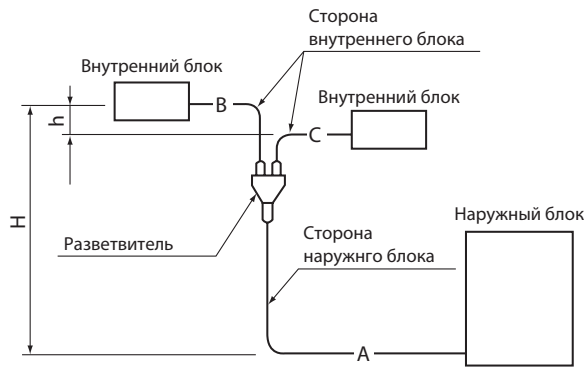 Сторона
внутреннего блока
Внутренний блок
B
Внутренний блок
h
C
H
Разветвитель
Сторона
наружнго блока
Наружный блок
A